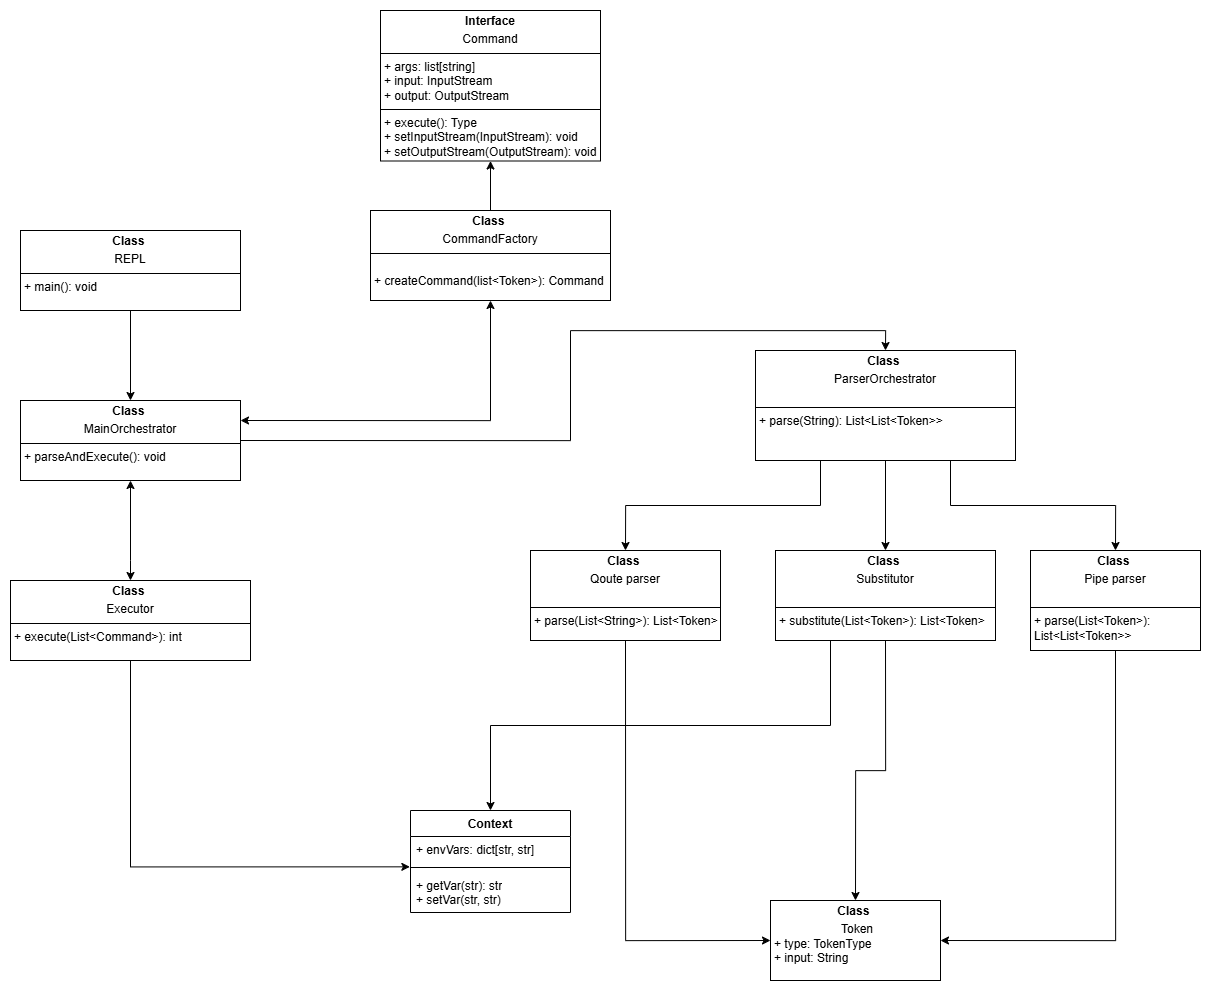 Interface
Command
+ args: list[string]
+ input: InputStream
+ output: OutputStream
+ execute(): Type
+ setInputStream(InputStream): void
+ setOutputStream(OutputStream): void
Class
CommandFactory
+ createCommand(list<Token>): Command
Class
REPL
+ main(): void
Class
ParserOrchestrator
+ parse(String): List<List<Token>>
Class
MainOrchestrator
+ parseAndExecute(): void
Class
Qoute parser
+ parse(List<String>): List<Token>
Class
Substitutor
+ substitute(List<Token>): List<Token>
Class
Pipe parser
+ parse(List<Token>):
List<List<Token>>
Class
Executor
+ execute(List<Command>): int
Context
+ envVars: dict[str, str]
+ getVar(str): str
+ setVar(str, str)
Class
Token
+ type: TokenType
+ input: String